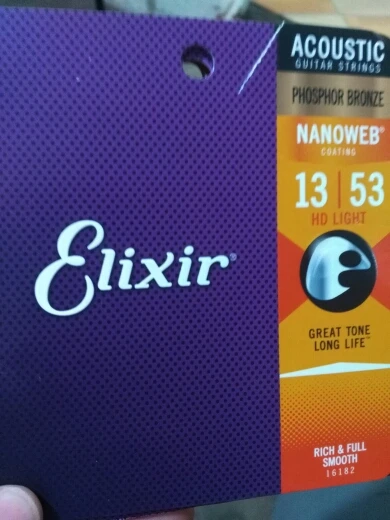 Elixir®
ACOUSTIC
GUITAR STRINGS
PHOSPHOR BRONZE
NANOWEB®
COATING
13 | 53
HD LIGHT
GREAT TONE
LONG LIFE™
RICH & FULL
SMOOTH
16182